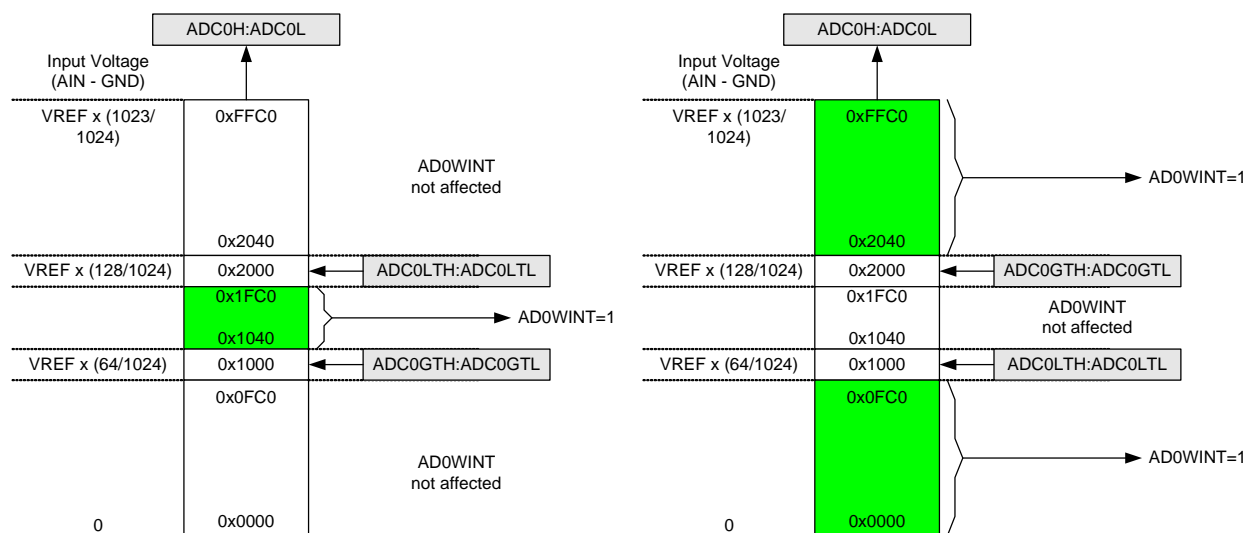 ADC0H:ADC0L
Input Voltage
(AIN - GND)
VREF x (1023/
1024)
0xFFC0
AD0WINT
not affected
0x2040
VREF x (128/1024)
0x2000
ADC0LTH:ADC0LTL
0x1FC0
AD0WINT=1
0x1040
VREF x (64/1024)
0x1000
ADC0GTH:ADC0GTL
0x0FC0
AD0WINT
not affected
0
0x0000
ADC0H:ADC0L
Input Voltage
(AIN - GND)
VREF x (1023/
1024)
0xFFC0
AD0WINT=1
0x2040
VREF x (128/1024)
0x2000
ADC0GTH:ADC0GTL
0x1FC0
AD0WINT
not affected
0x1040
VREF x (64/1024)
0x1000
ADC0LTH:ADC0LTL
0x0FC0
AD0WINT=1
0
0x0000